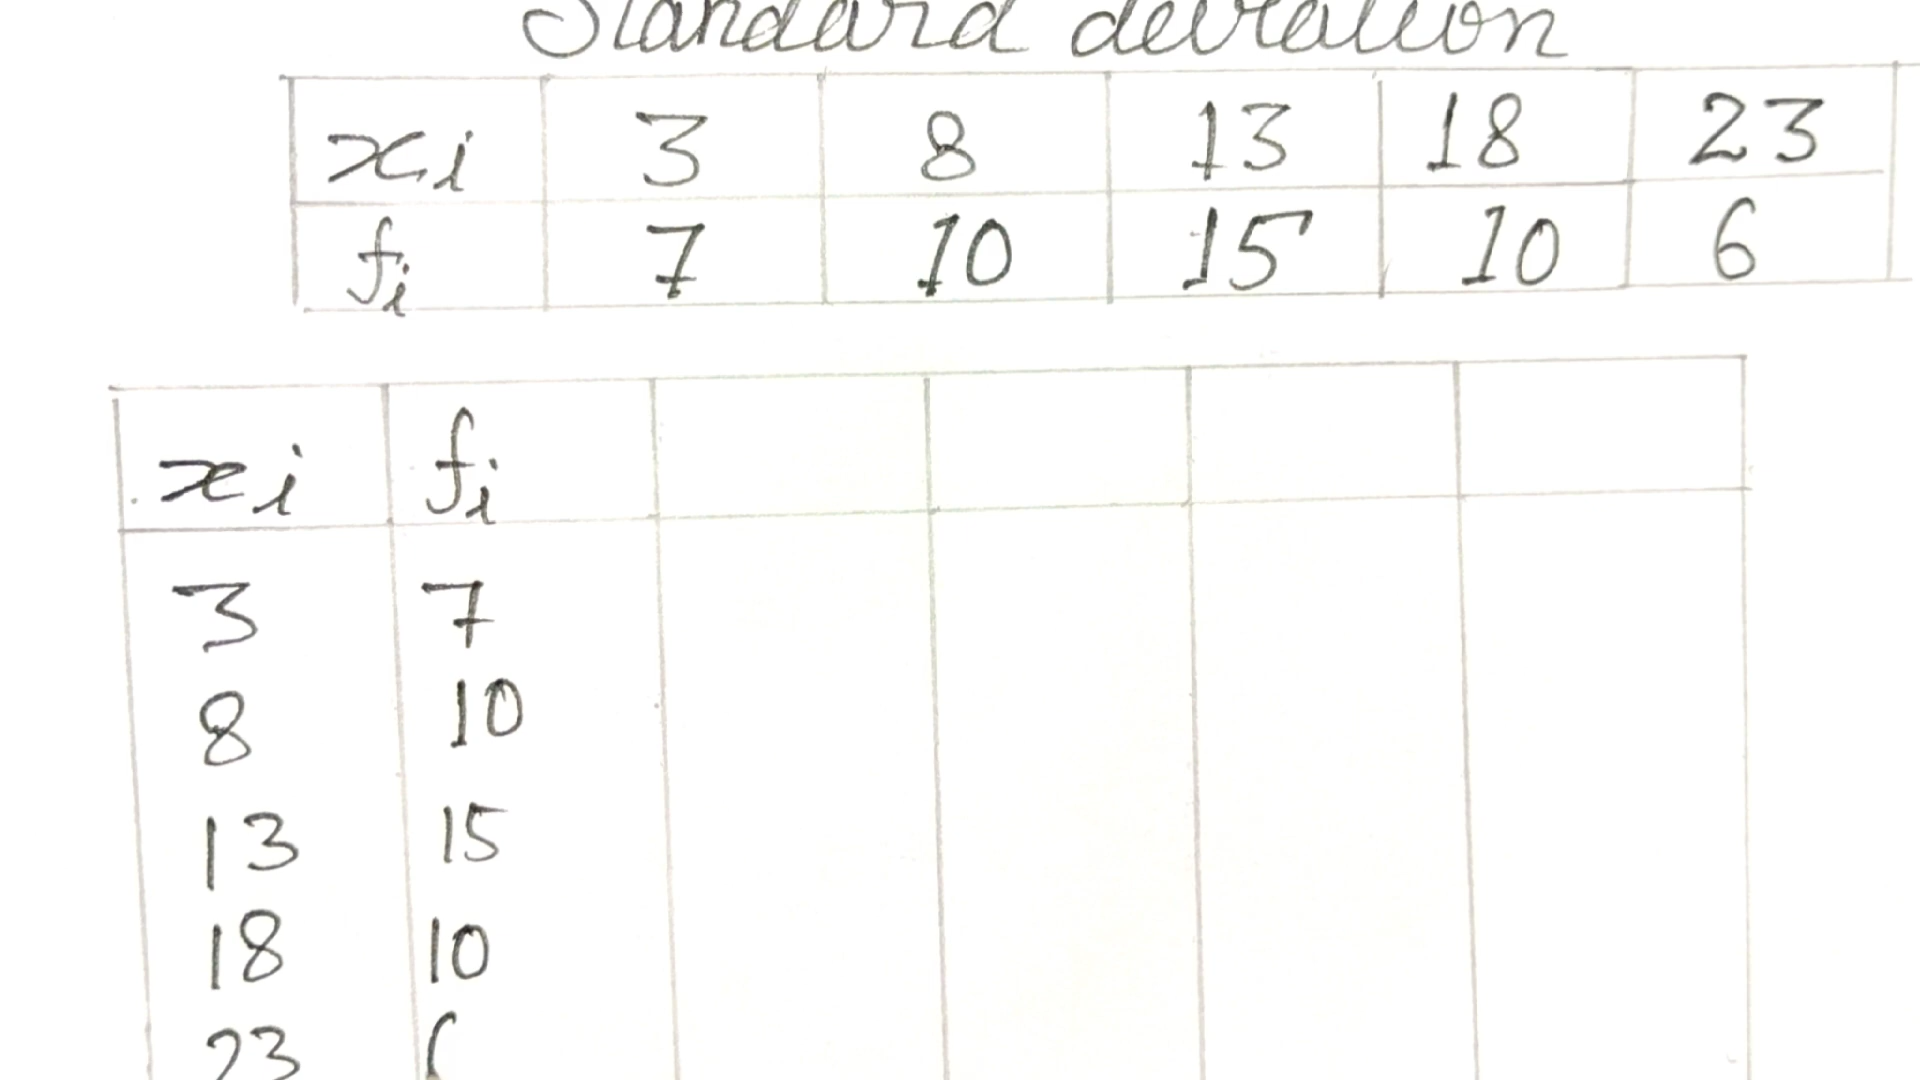 Standard deviation
xi 3 8 13 18 23
fi 7 10 15 10 6
xi fi
3 7
8 10
13 15
18 10
23